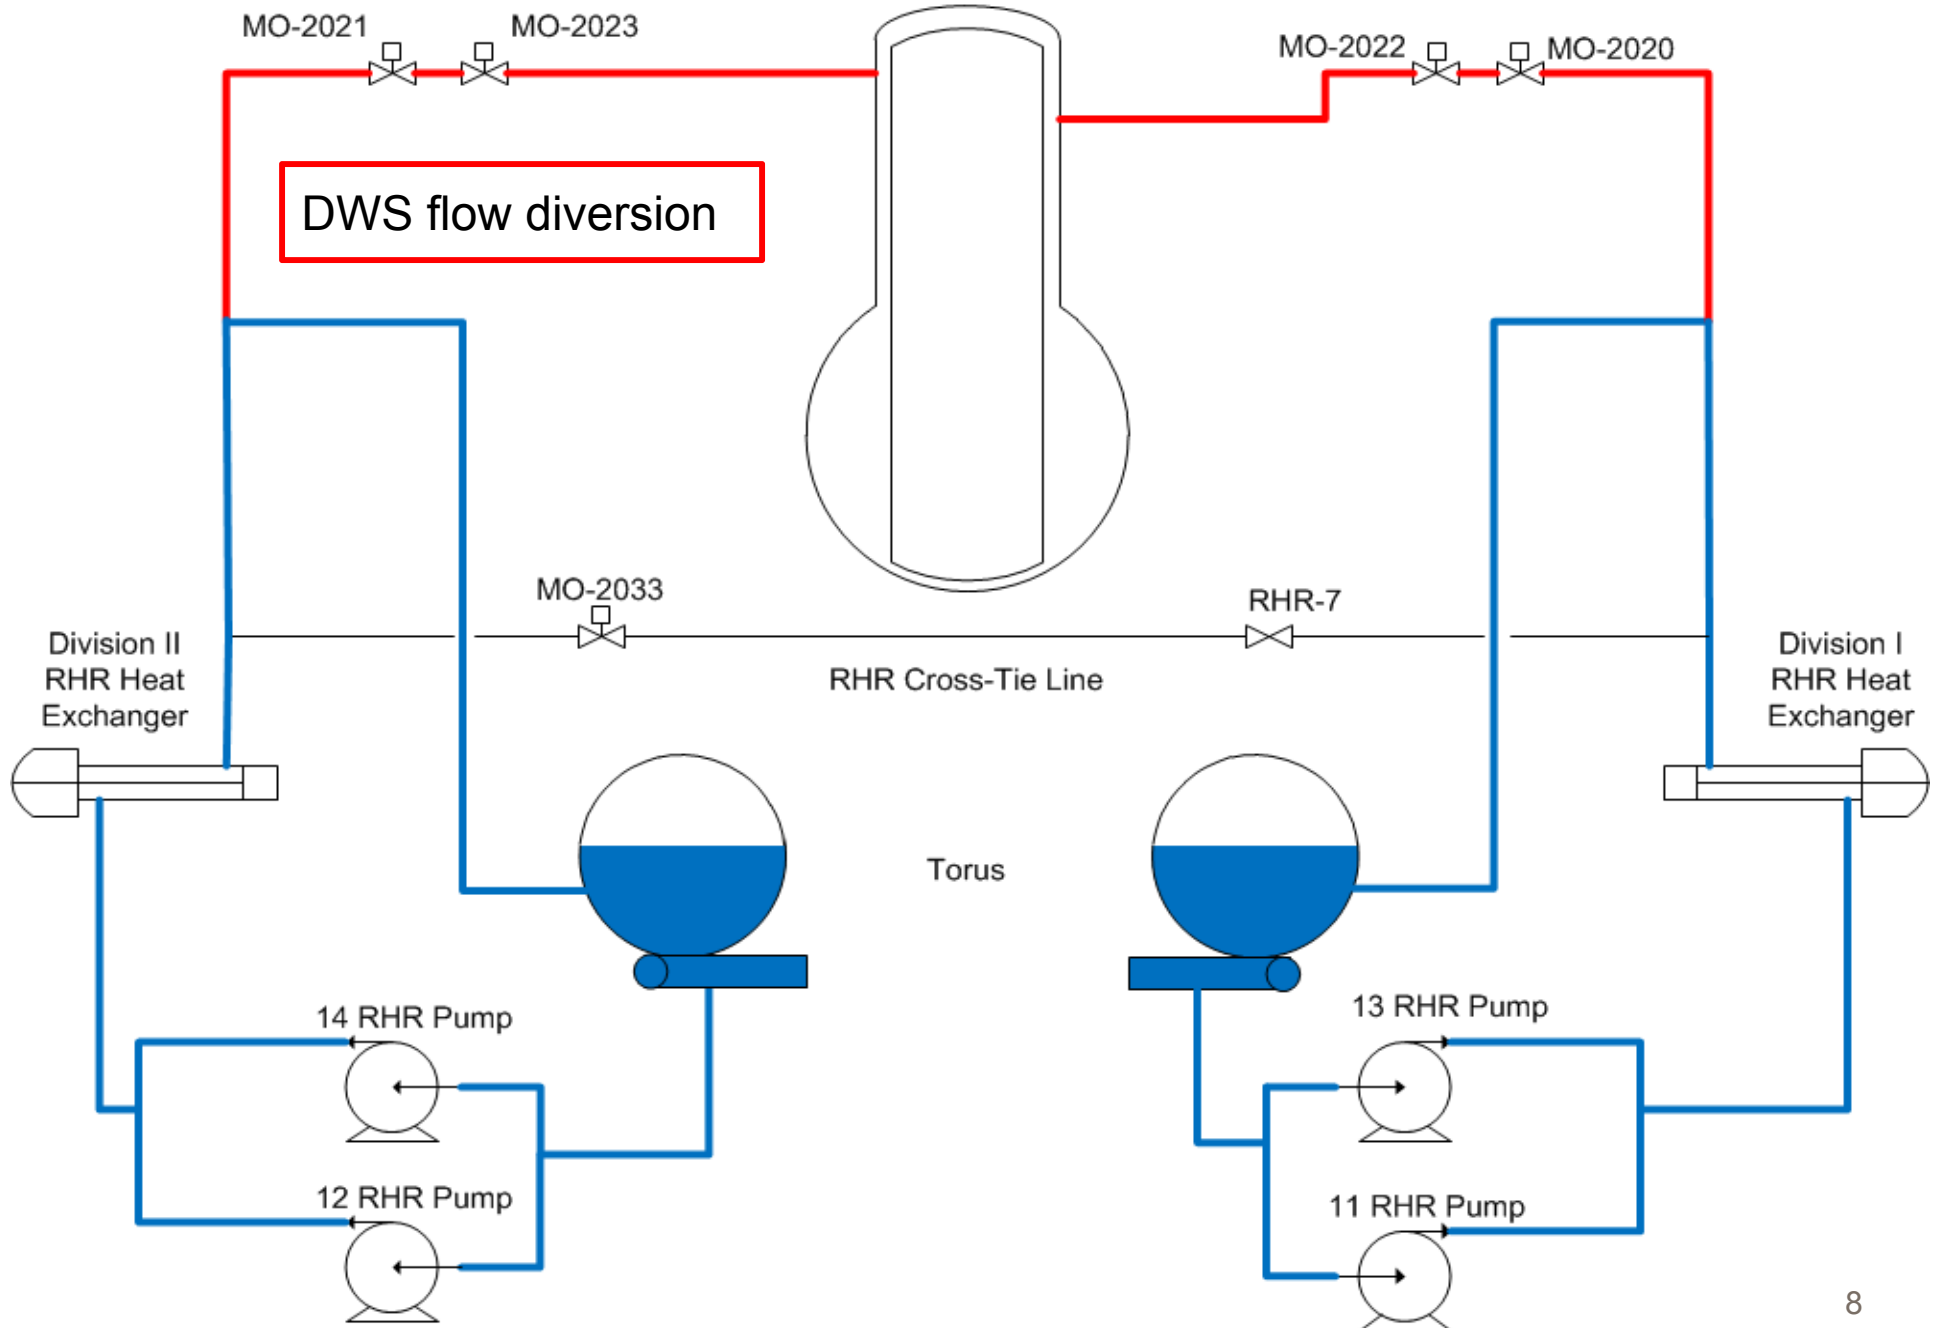 MO-2021
MO-2023
MO-2022
MO-2020
DWS flow diversion
MO-2033
RHR-7
Division II
RHR Heat
Exchanger
RHR Cross-Tie Line
Division I
RHR Heat
Exchanger
Torus
14 RHR Pump
13 RHR Pump
12 RHR Pump
11 RHR Pump
8